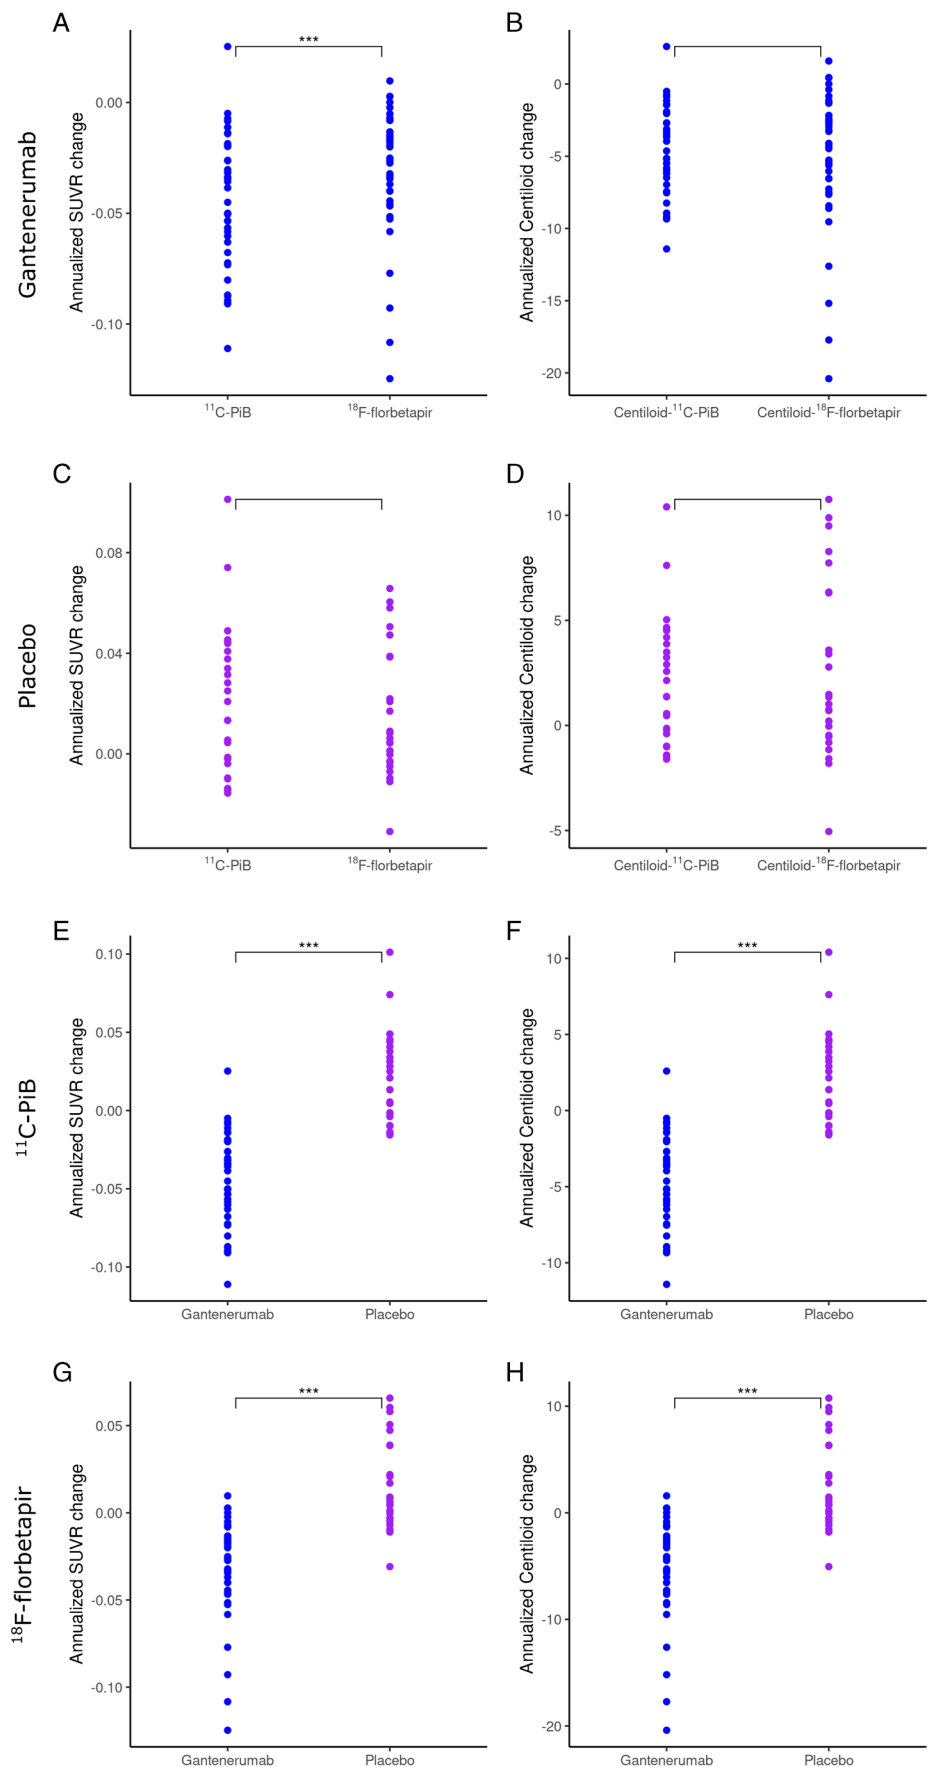 A
Gantenerumab
Annualized SUVR change
0.00
-0.05
-0.10
***
¹¹C-PiB
¹⁸F-florbetapir
B
Annualized Centiloid change
0
-5
-10
-15
-20
Centiloid-¹¹C-PiB
Centiloid-¹⁸F-florbetapir
C
Placebo
Annualized SUVR change
0.08
0.04
0.00
¹¹C-PiB
¹⁸F-florbetapir
D
Annualized Centiloid change
10
5
0
-5
Centiloid-¹¹C-PiB
Centiloid-¹⁸F-florbetapir
E
¹¹C-PiB
Annualized SUVR change
0.10
0.05
0.00
-0.05
-0.10
***
Gantenerumab
Placebo
F
Annualized Centiloid change
10
5
0
-5
-10
***
Gantenerumab
Placebo
G
¹⁸F-florbetapir
Annualized SUVR change
0.05
0.00
-0.05
-0.10
***
Gantenerumab
Placebo
H
Annualized Centiloid change
10
0
-10
-20
***
Gantenerumab
Placebo